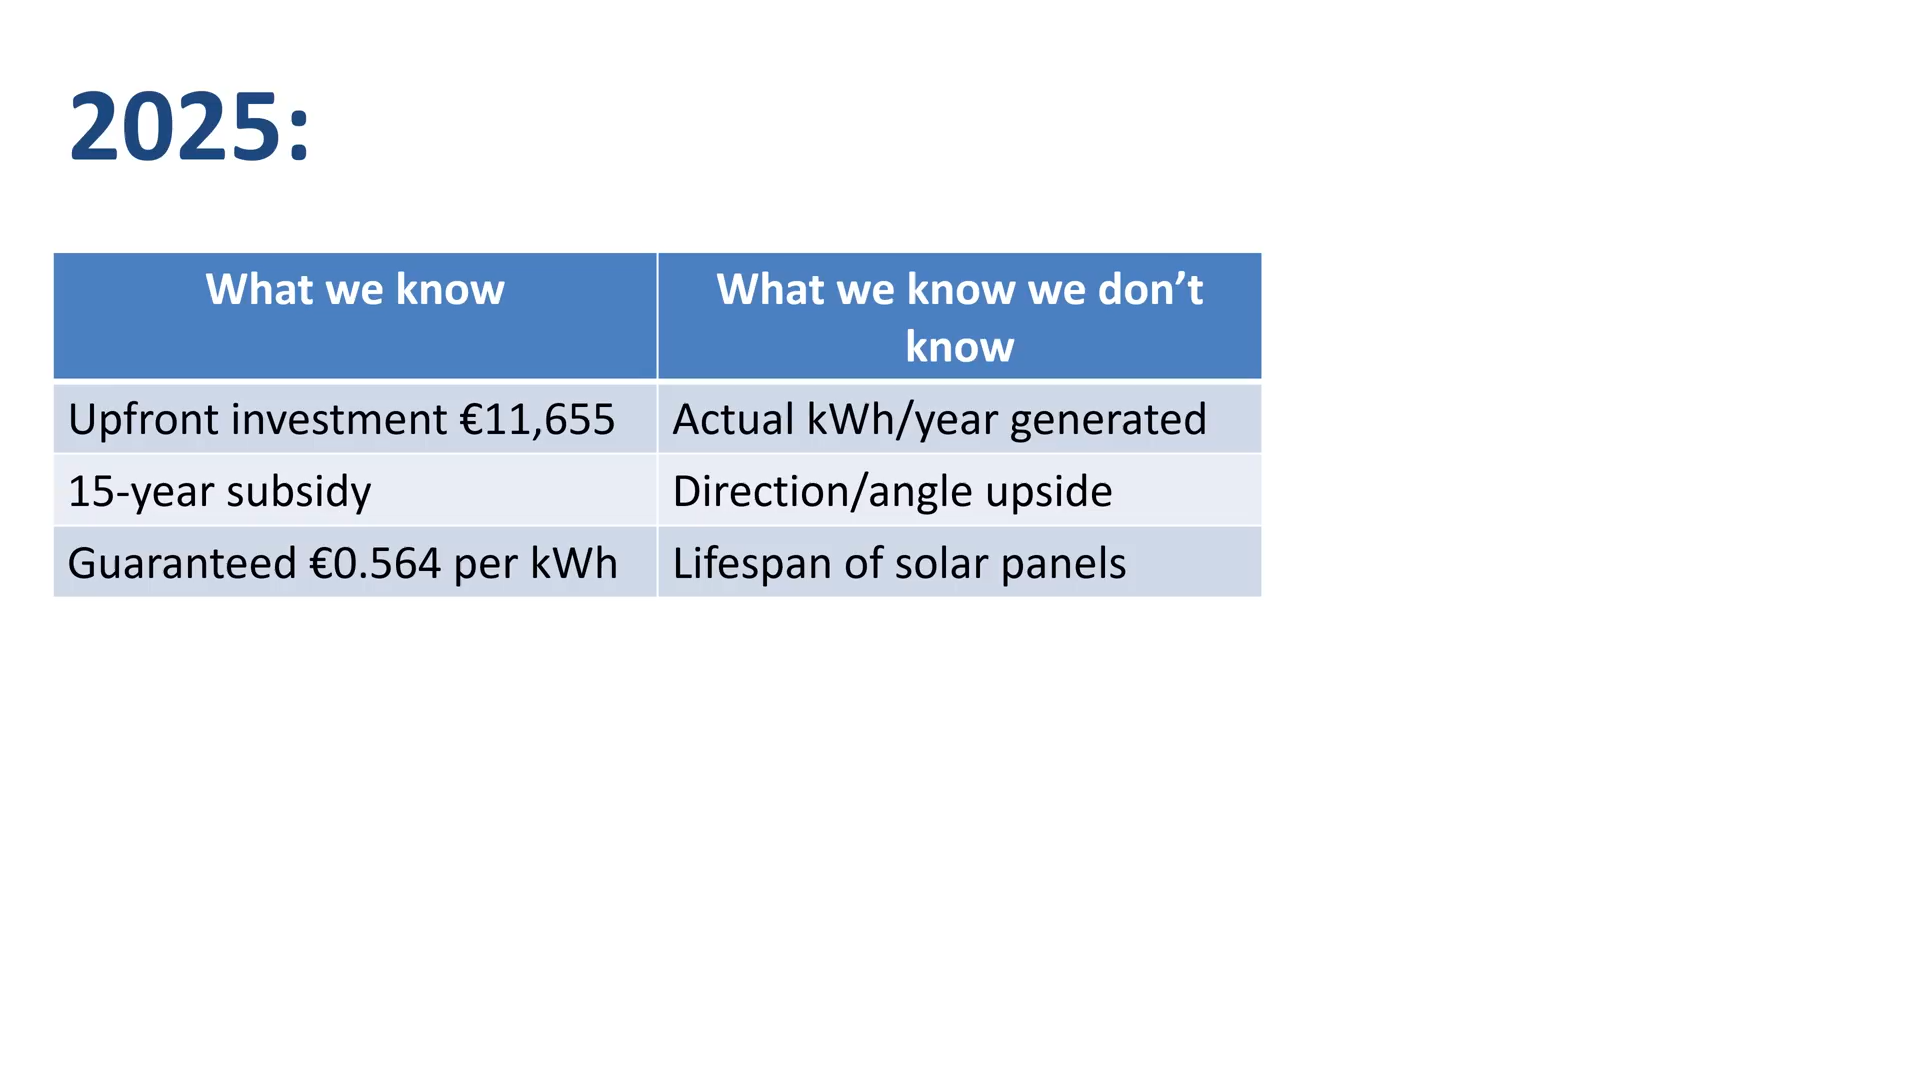 2025:
What we know
What we know we don’t
know
Upfront investment €11,655
Actual kWh/year generated
15-year subsidy
Direction/angle upside
Guaranteed €0.564 per kWh
Lifespan of solar panels